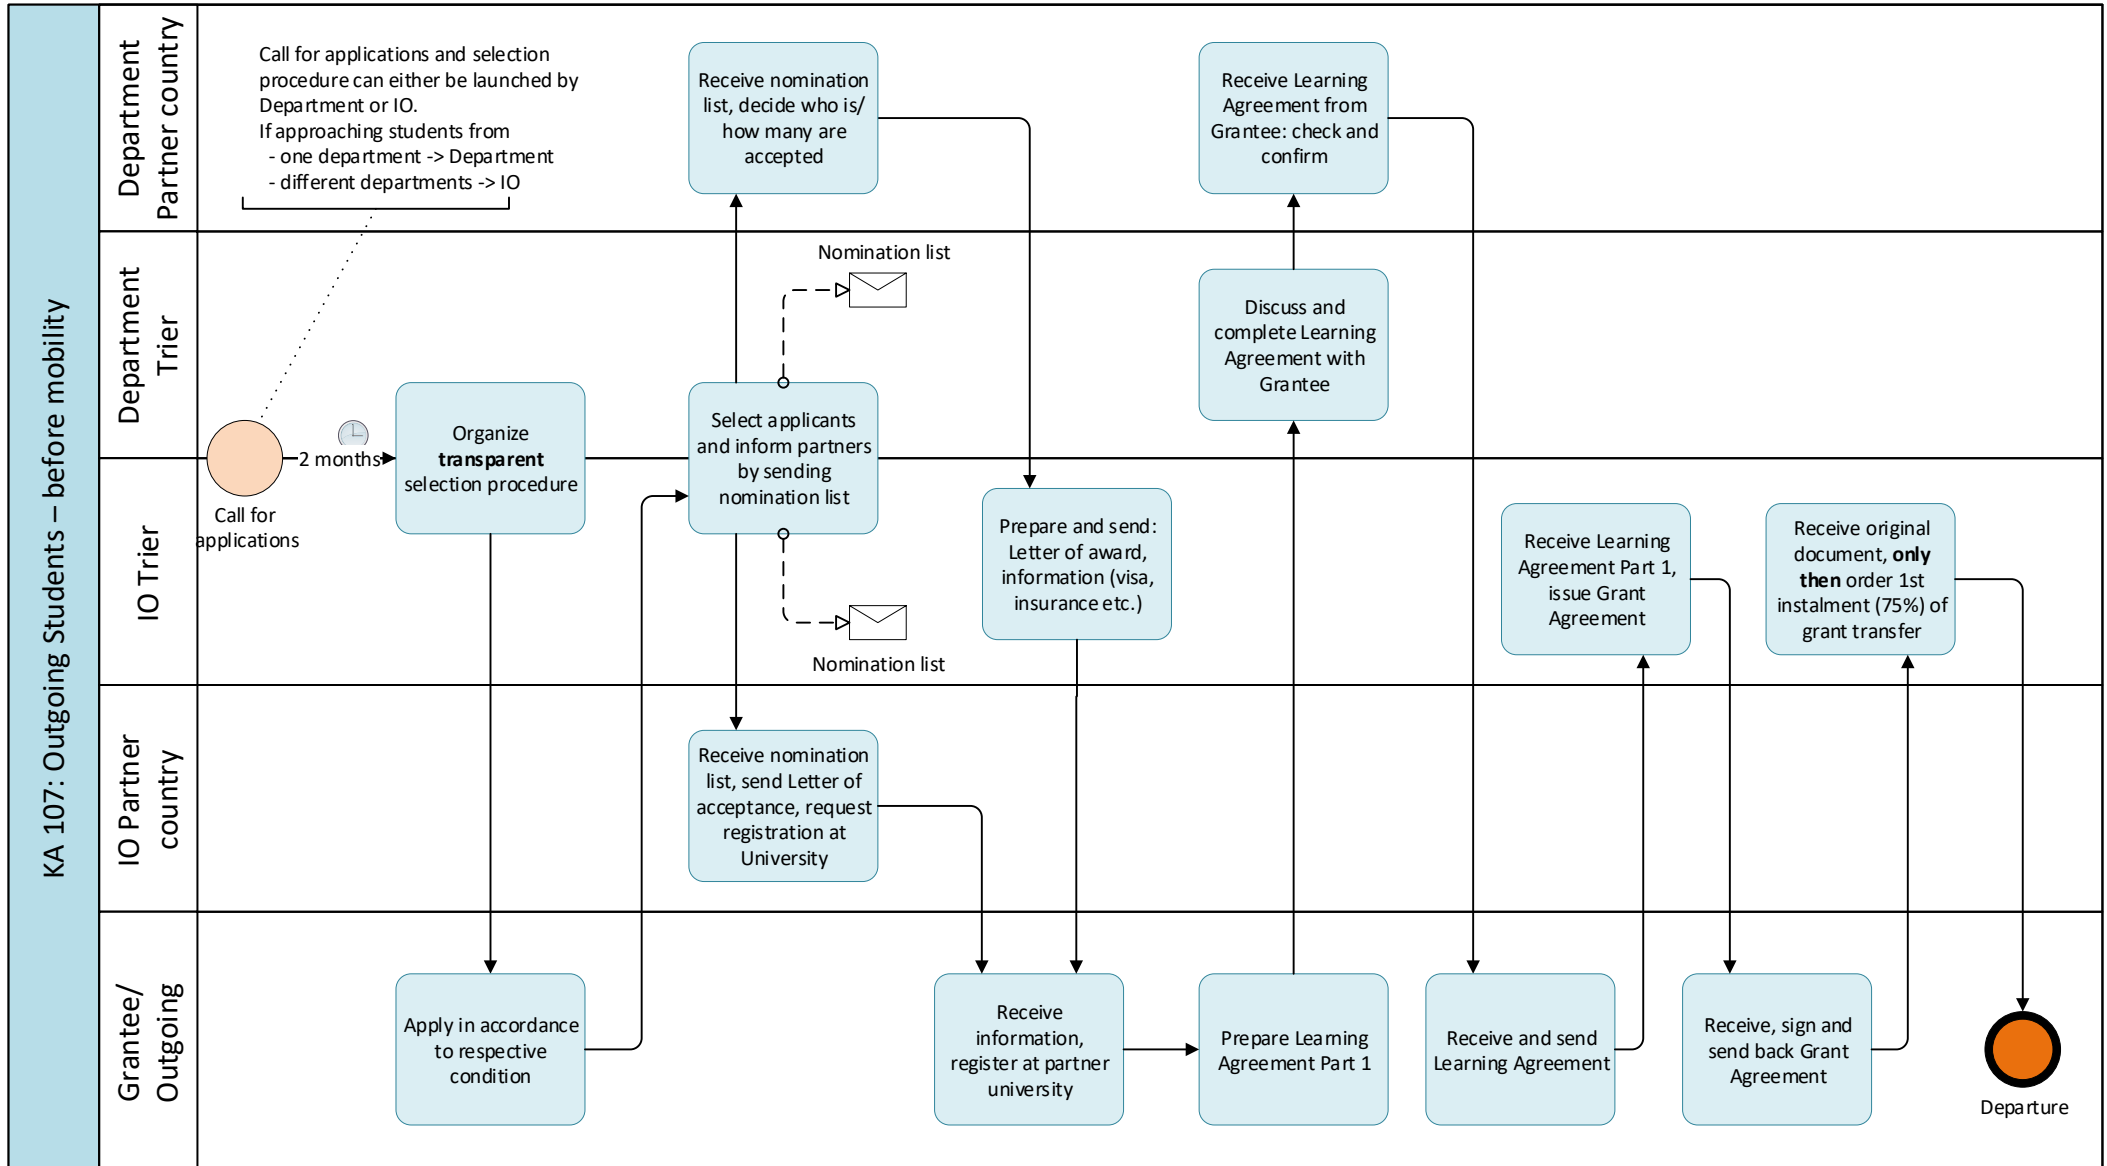 KA 107: Outgoing Students – before mobility
Department
Partner country
Call for applications and selection
procedure can either be launched by
Department or IO.
If approaching students from
- one department -> Department
- different departments -> IO
Receive nomination
list, decide who is/
how many are
accepted
Receive Learning
Agreement from
Grantee: check and
confirm
Department
Trier
Nomination list
Discuss and
complete Learning
Agreement with
Grantee
2 months
Call for
applications
Organize
transparent
selection procedure
Select applicants
and inform partners
by sending
nomination list
IO Trier
Nomination list
Prepare and send:
Letter of award,
information (visa,
insurance etc.)
Receive Learning
Agreement Part 1,
issue Grant
Agreement
Receive original
document, only
then order 1st
instalment (75%) of
grant transfer
IO Partner
country
Receive nomination
list, send Letter of
acceptance, request
registration at
University
Grantee/
Outgoing
Apply in accordance
to respective
condition
Receive
information,
register at partner
university
Prepare Learning
Agreement Part 1
Receive and send
Learning Agreement
Receive, sign and
send back Grant
Agreement
Departure